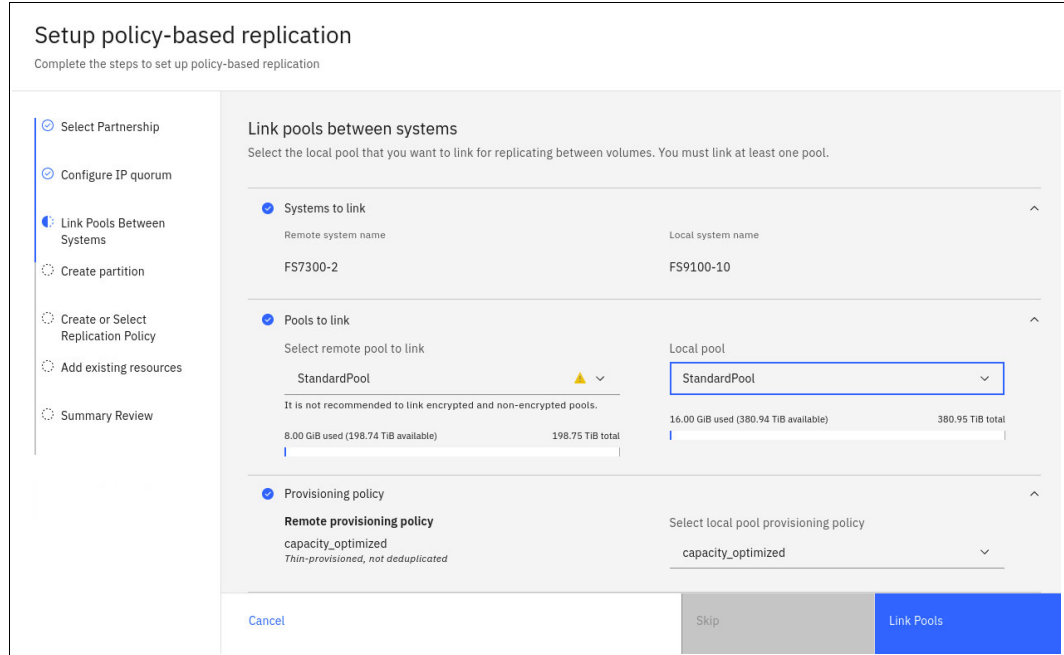 Setup policy-based replication
Complete the steps to set up policy-based replication
Select Partnership
Configure IP quorum
Link Pools Between
Systems
Create partition
Create or Select
Replication Policy
Add existing resources
Summary Review
Link pools between systems
Select the local pool that you want to link for replicating between volumes. You must link at least one pool.
Systems to link
Remote system name
Local system name
FS7300-2
FS9100-10
Pools to link
Select remote pool to link
Local pool
StandardPool
StandardPool
It is not recommended to link encrypted and non-encrypted pools.
8.00 GiB used (198.74 TiB available)
198.75 TiB total
16.00 GiB used (380.94 TiB available)
380.95 TiB total
Provisioning policy
Remote provisioning policy
capacity_optimized
Thin-provisioned, not deduplicated
Select local pool provisioning policy
capacity_optimized
Cancel
Skip
Link Pools